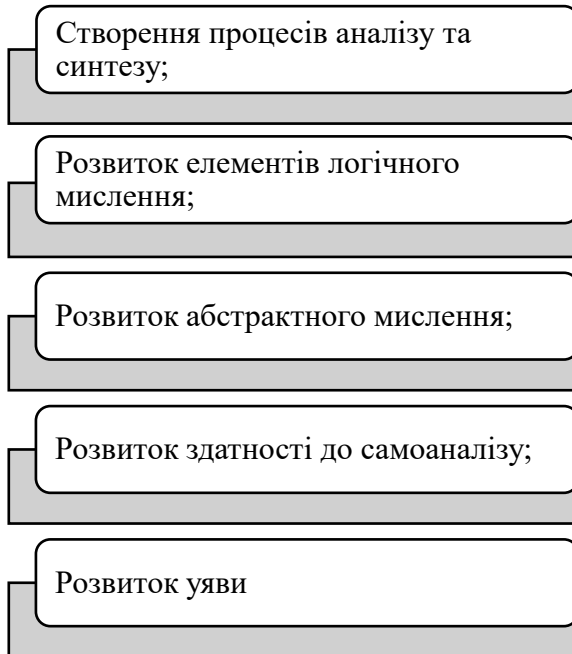 Створення процесів аналізу та
синтезу;
Розвиток елементів логічного
мислення;
Розвиток абстрактного мислення;
Розвиток здатності до самоаналізу;
Розвиток уяви